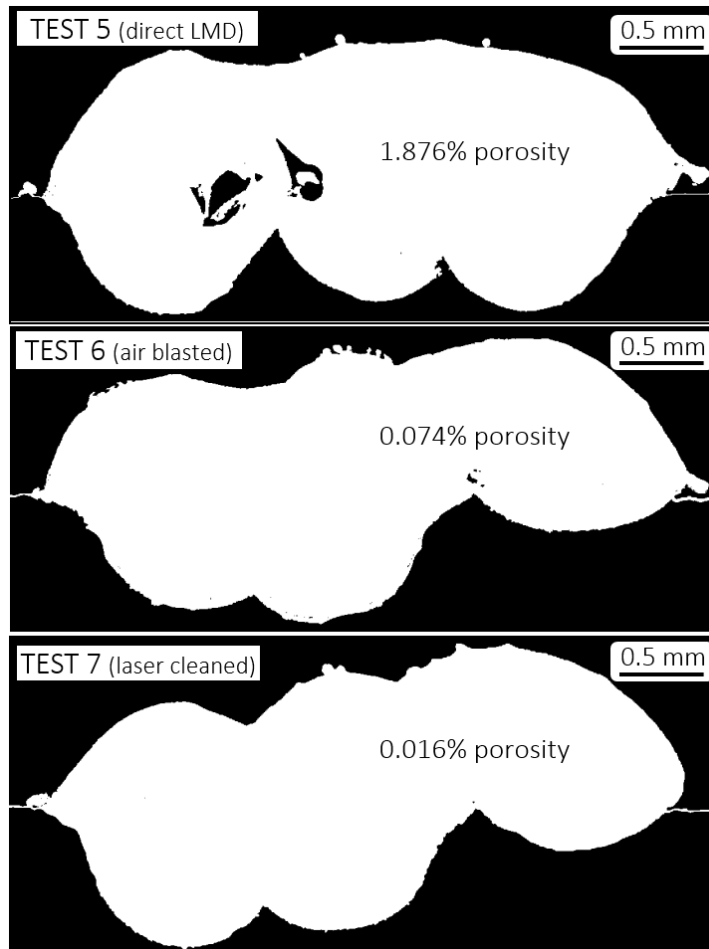 TEST 5 (direct LMD)
0.5 mm
1.876% porosity
TEST 6 (air blasted)
0.5 mm
0.074% porosity
TEST 7 (laser cleaned)
0.5 mm
0.016% porosity